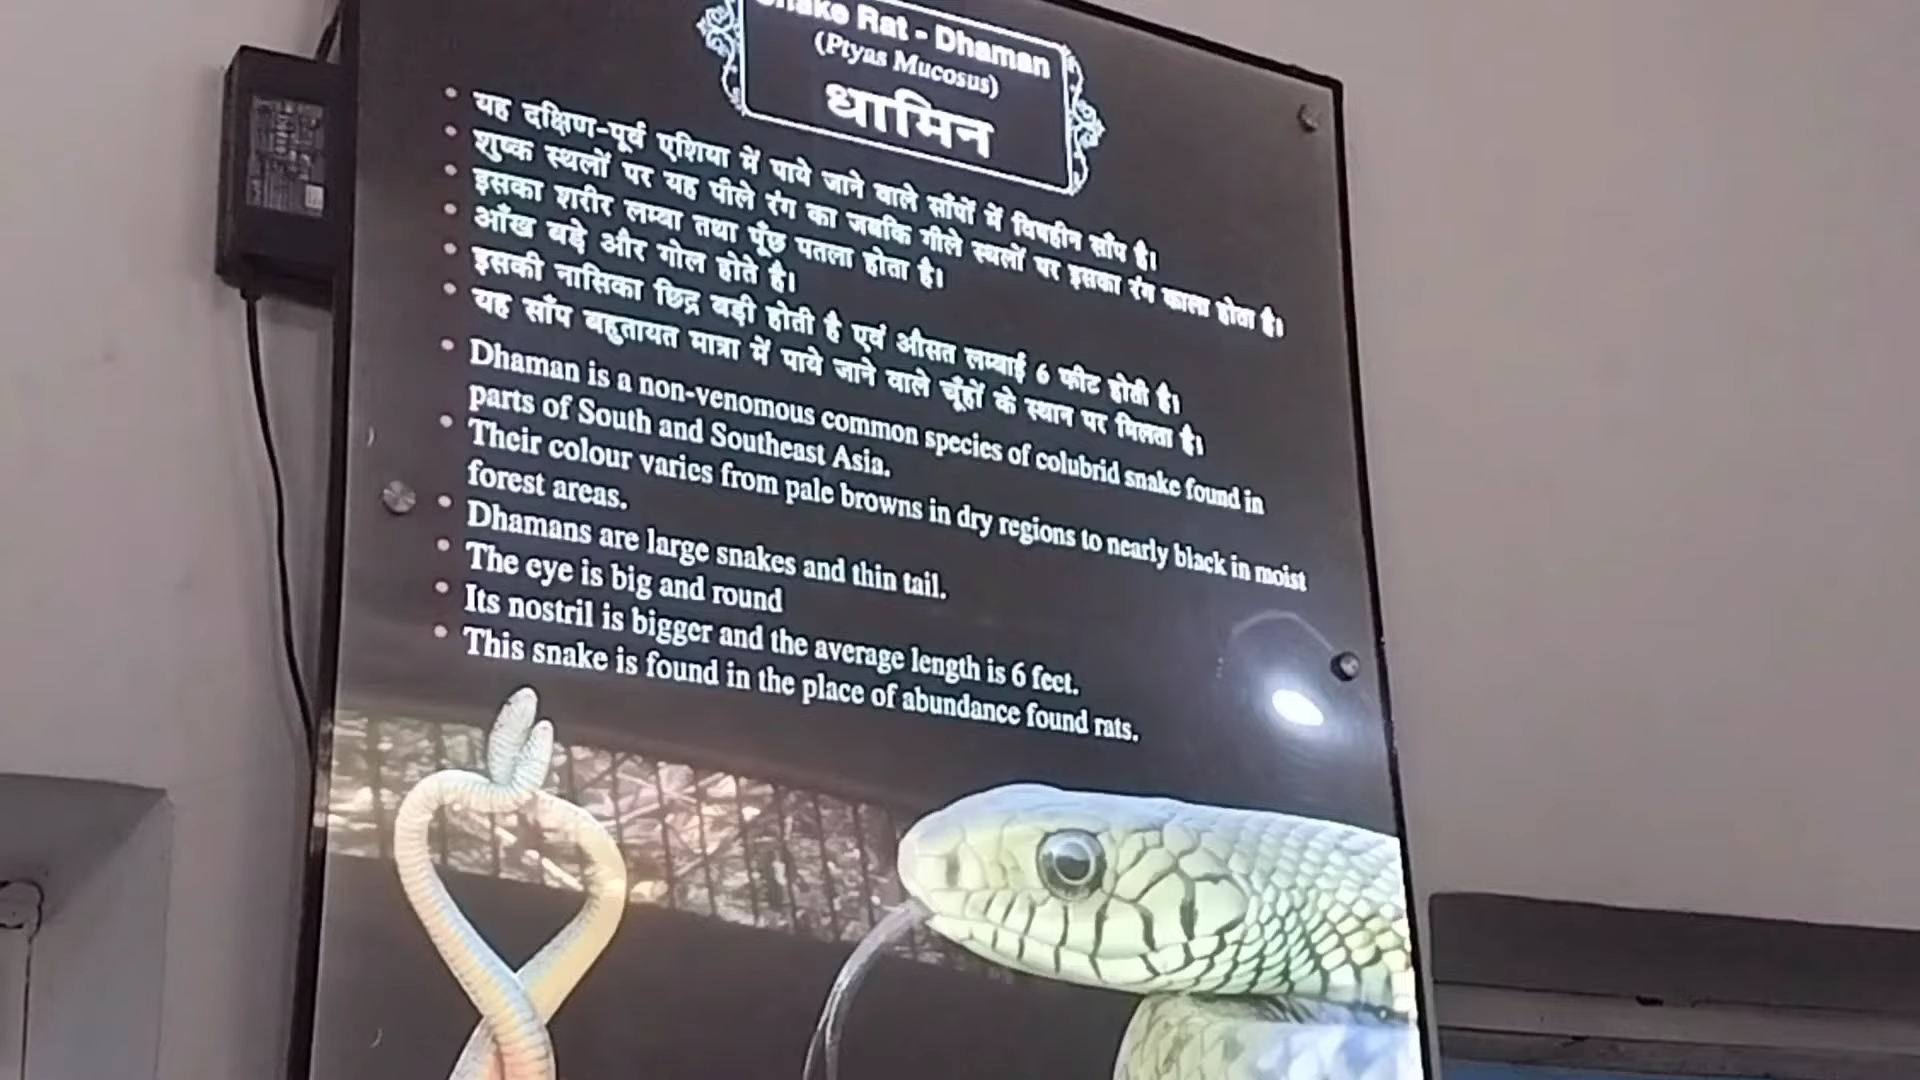 Snake Rat - Dhaman
(Ptyas Mucosus)
धामिन
• यह दक्षिण-पूर्व एशिया में पाये जाने वाले साँपों में विषहीन साँप है।
• शुष्क स्थलों पर यह पीले रंग का जबकि गीले स्थलों पर इसका रंग काला होता है।
• इसका शरीर लम्बा तथा पूँछ पतला होता है।
• आँख बड़े और गोल होते है।
• इसकी नासिका छिद्र बड़ी होती है एवं औसत लम्बाई 6 फीट होती है।
• यह साँप बहुतायत मात्रा में पाये जाने वाले चूँहों के स्थान पर मिलता है।
• Dhaman is a non-venomous common species of colubrid snake found in
parts of South and Southeast Asia.
• Their colour varies from pale browns in dry regions to nearly black in moist
forest areas.
• Dhamans are large snakes and thin tail.
• The eye is big and round
• Its nostril is bigger and the average length is 6 feet.
• This snake is found in the place of abundance found rats.